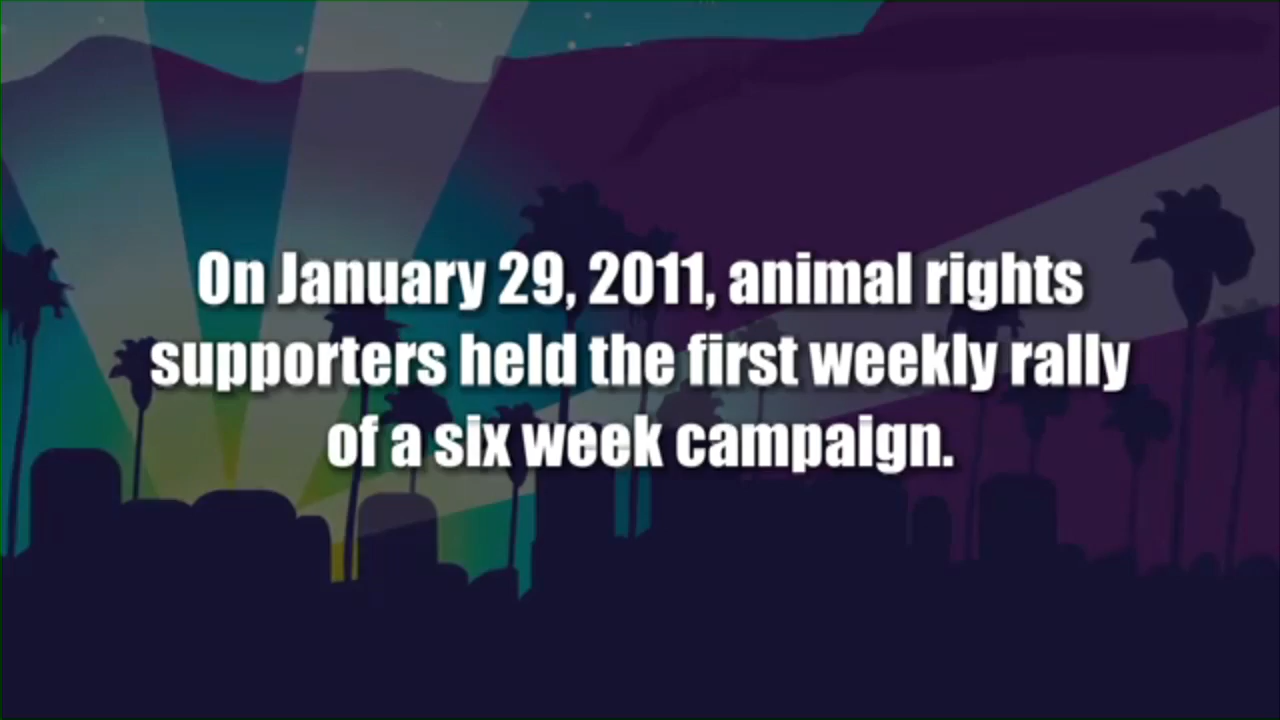 On January 29, 2011, animal rights
supporters held the first weekly rally
of a six week campaign.